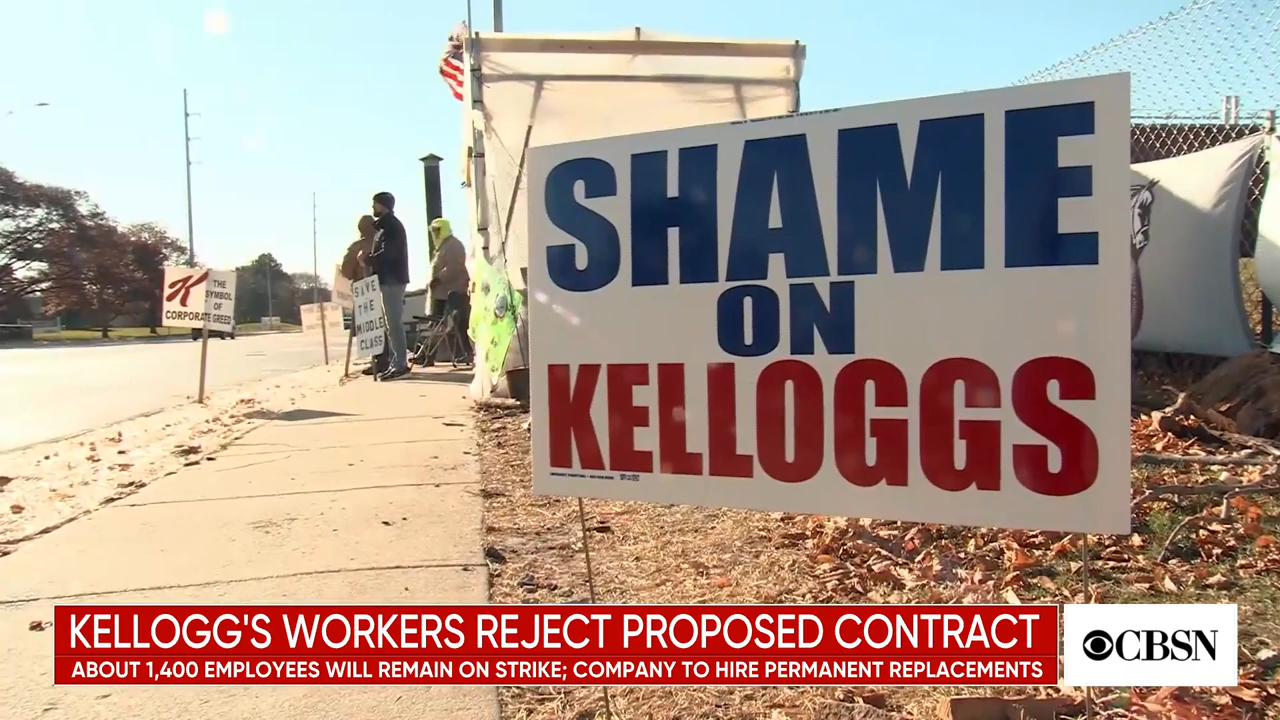 SHAME
ON
KELLOGGS
K THE
SYMBOL
OF
CORPORATE GREED
SAVE
THE
MIDDLE
CLASS
KELLOGG'S WORKERS REJECT PROPOSED CONTRACT
ABOUT 1,400 EMPLOYEES WILL REMAIN ON STRIKE; COMPANY TO HIRE PERMANENT REPLACEMENTS
CBSN